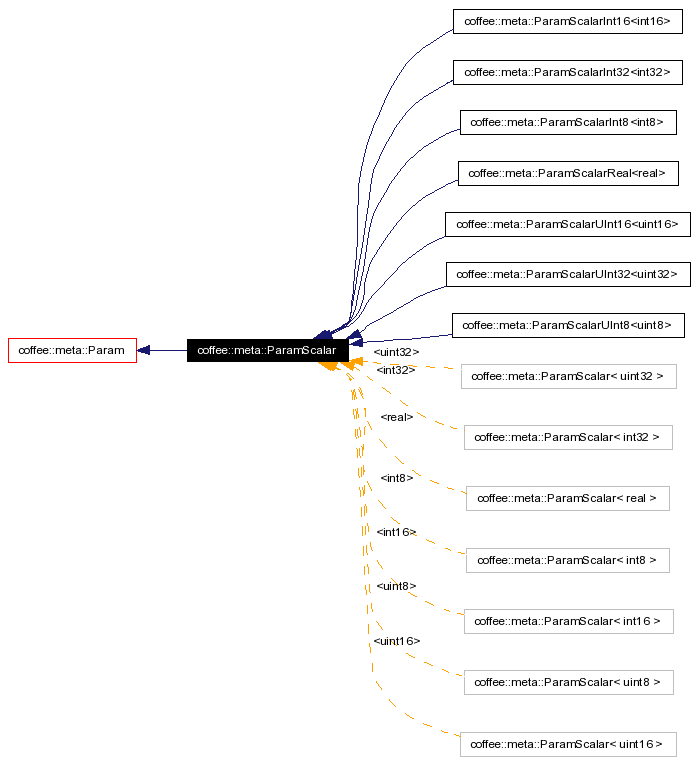 coffee::meta::ParamScalarInt16<int16>
coffee::meta::ParamScalarInt32<int32>
coffee::meta::ParamScalarInt8<int8>
coffee::meta::ParamScalarReal<real>
coffee::meta::ParamScalarUInt16<uint16>
coffee::meta::ParamScalarUInt32<uint32>
coffee::meta::ParamScalarUInt8<uint8>
coffee::meta::Param
coffee::meta::ParamScalar
<uint32>
<int32>
coffee::meta::ParamScalar< uint32 >
<real>
coffee::meta::ParamScalar< int32 >
<int8>
coffee::meta::ParamScalar< real >
<int16>
coffee::meta::ParamScalar< int8 >
<uint8>
coffee::meta::ParamScalar< int16 >
<uint16>
coffee::meta::ParamScalar< uint8 >
coffee::meta::ParamScalar< uint16 >